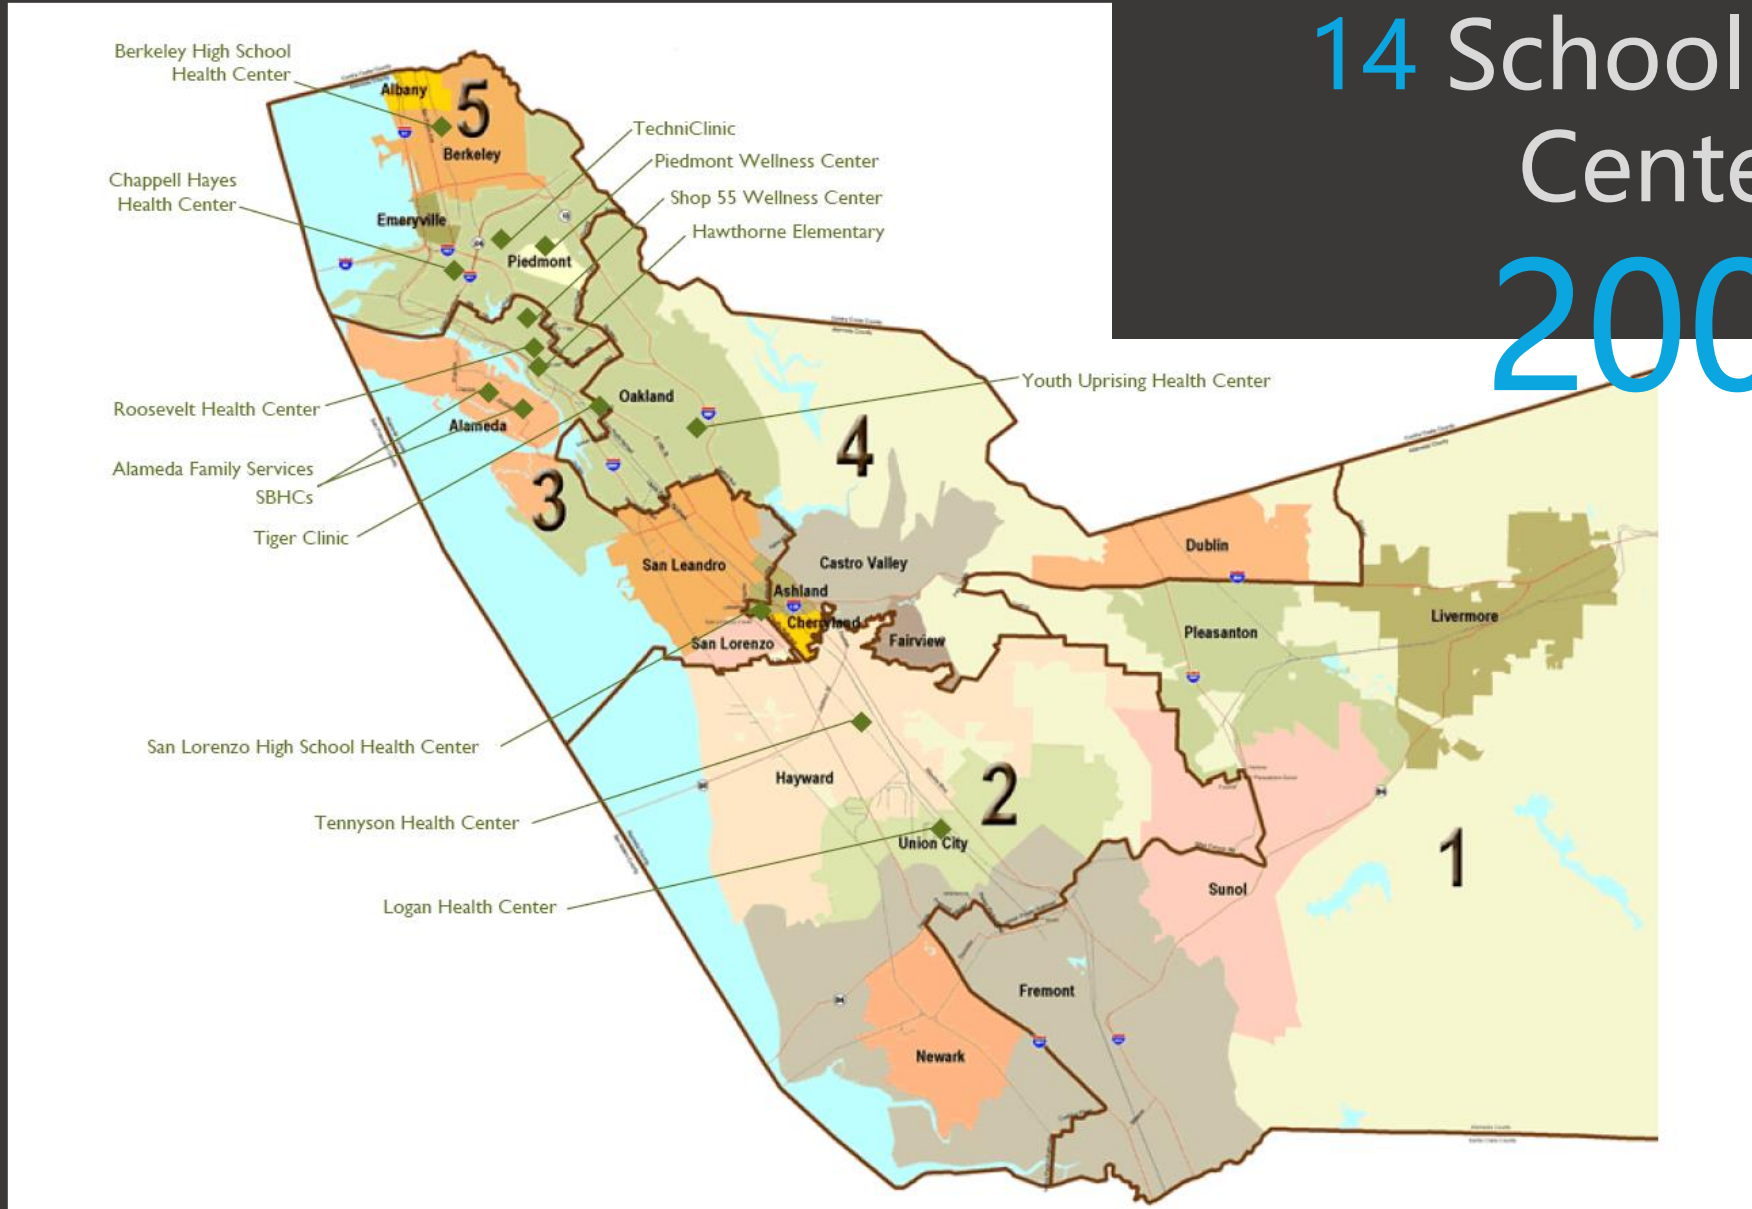 14 School
Cente
200
Berkeley High School
Health Center
Albany
5
Berkeley
TechniClinic
Piedmont Wellness Center
Chappell Hayes
Health Center
Shop 55 Wellness Center
Emeryville
Hawthorne Elementary
Piedmont
Youth Uprising Health Center
Oakland
Roosevelt Health Center
Alameda
4
Alameda Family Services
SBHCs
3
Tiger Clinic
Dublin
San Leandro
Castro Valley
Ashland
Cherryland
Livermore
Pleasanton
San Lorenzo
Fairview
San Lorenzo High School Health Center
Hayward
2
Tennyson Health Center
Union City
1
Sunol
Logan Health Center
Fremont
Newark